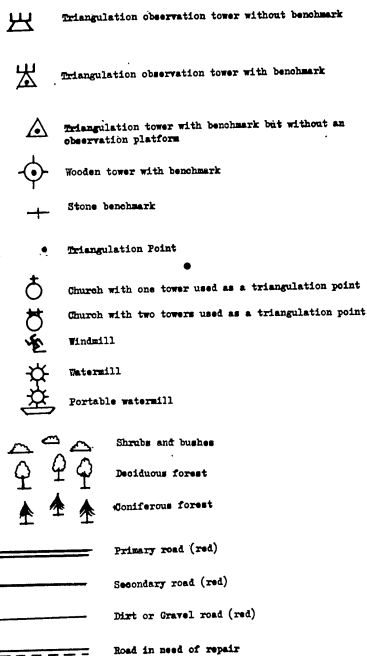 Triangulation observation tower without benchmark
Triangulation observation tower with benchmark
Triangulation tower with benchmark but without an
observation platform
Wooden tower with benchmark
Stone benchmark
Triangulation Point
Church with one tower used as a triangulation point
Church with two towers used as a triangulation point
Windmill
Watermill
Portable watermill
Shrubs and bushes
Deciduous forest
Coniferous forest
Primary road (red)
Secondary road (red)
Dirt or Gravel road (red)
Road in need of repair